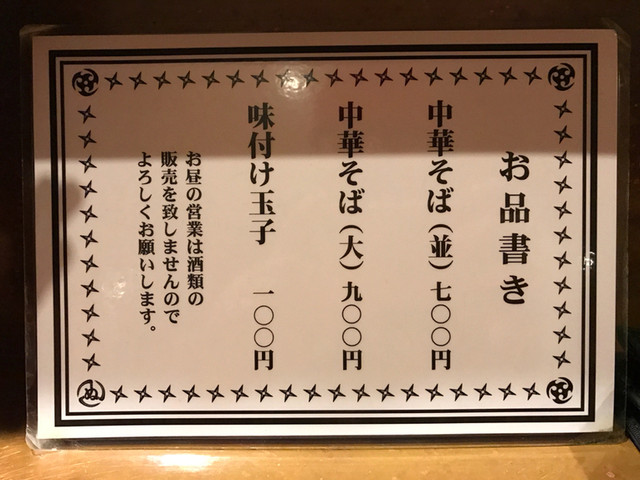 お品書き
中華そば（並）七〇〇円
中華そば（大）九〇〇円
味付け玉子 一〇〇円
お昼の営業は酒類の
販売を致しませんので
よろしくお願いします。
ぬ